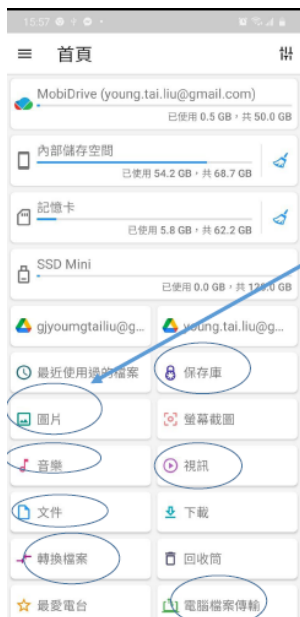 15:57
首頁
MobiDrive (young.tai.liu@gmail.com)
已使用 0.5 GB，共 50.0 GB
內部儲存空間
已使用 54.2 GB，共 68.7 GB
記憶卡
已使用 5.8 GB，共 62.2 GB
SSD Mini
已使用 0.0 GB，共 128.0 GB
gjyoumgtailiu@g...
young.tai.liu@g...
最近使用過的檔案
保存庫
圖片
螢幕截圖
音樂
視訊
文件
下載
轉換檔案
回收筒
最愛電台
電腦檔案傳輸